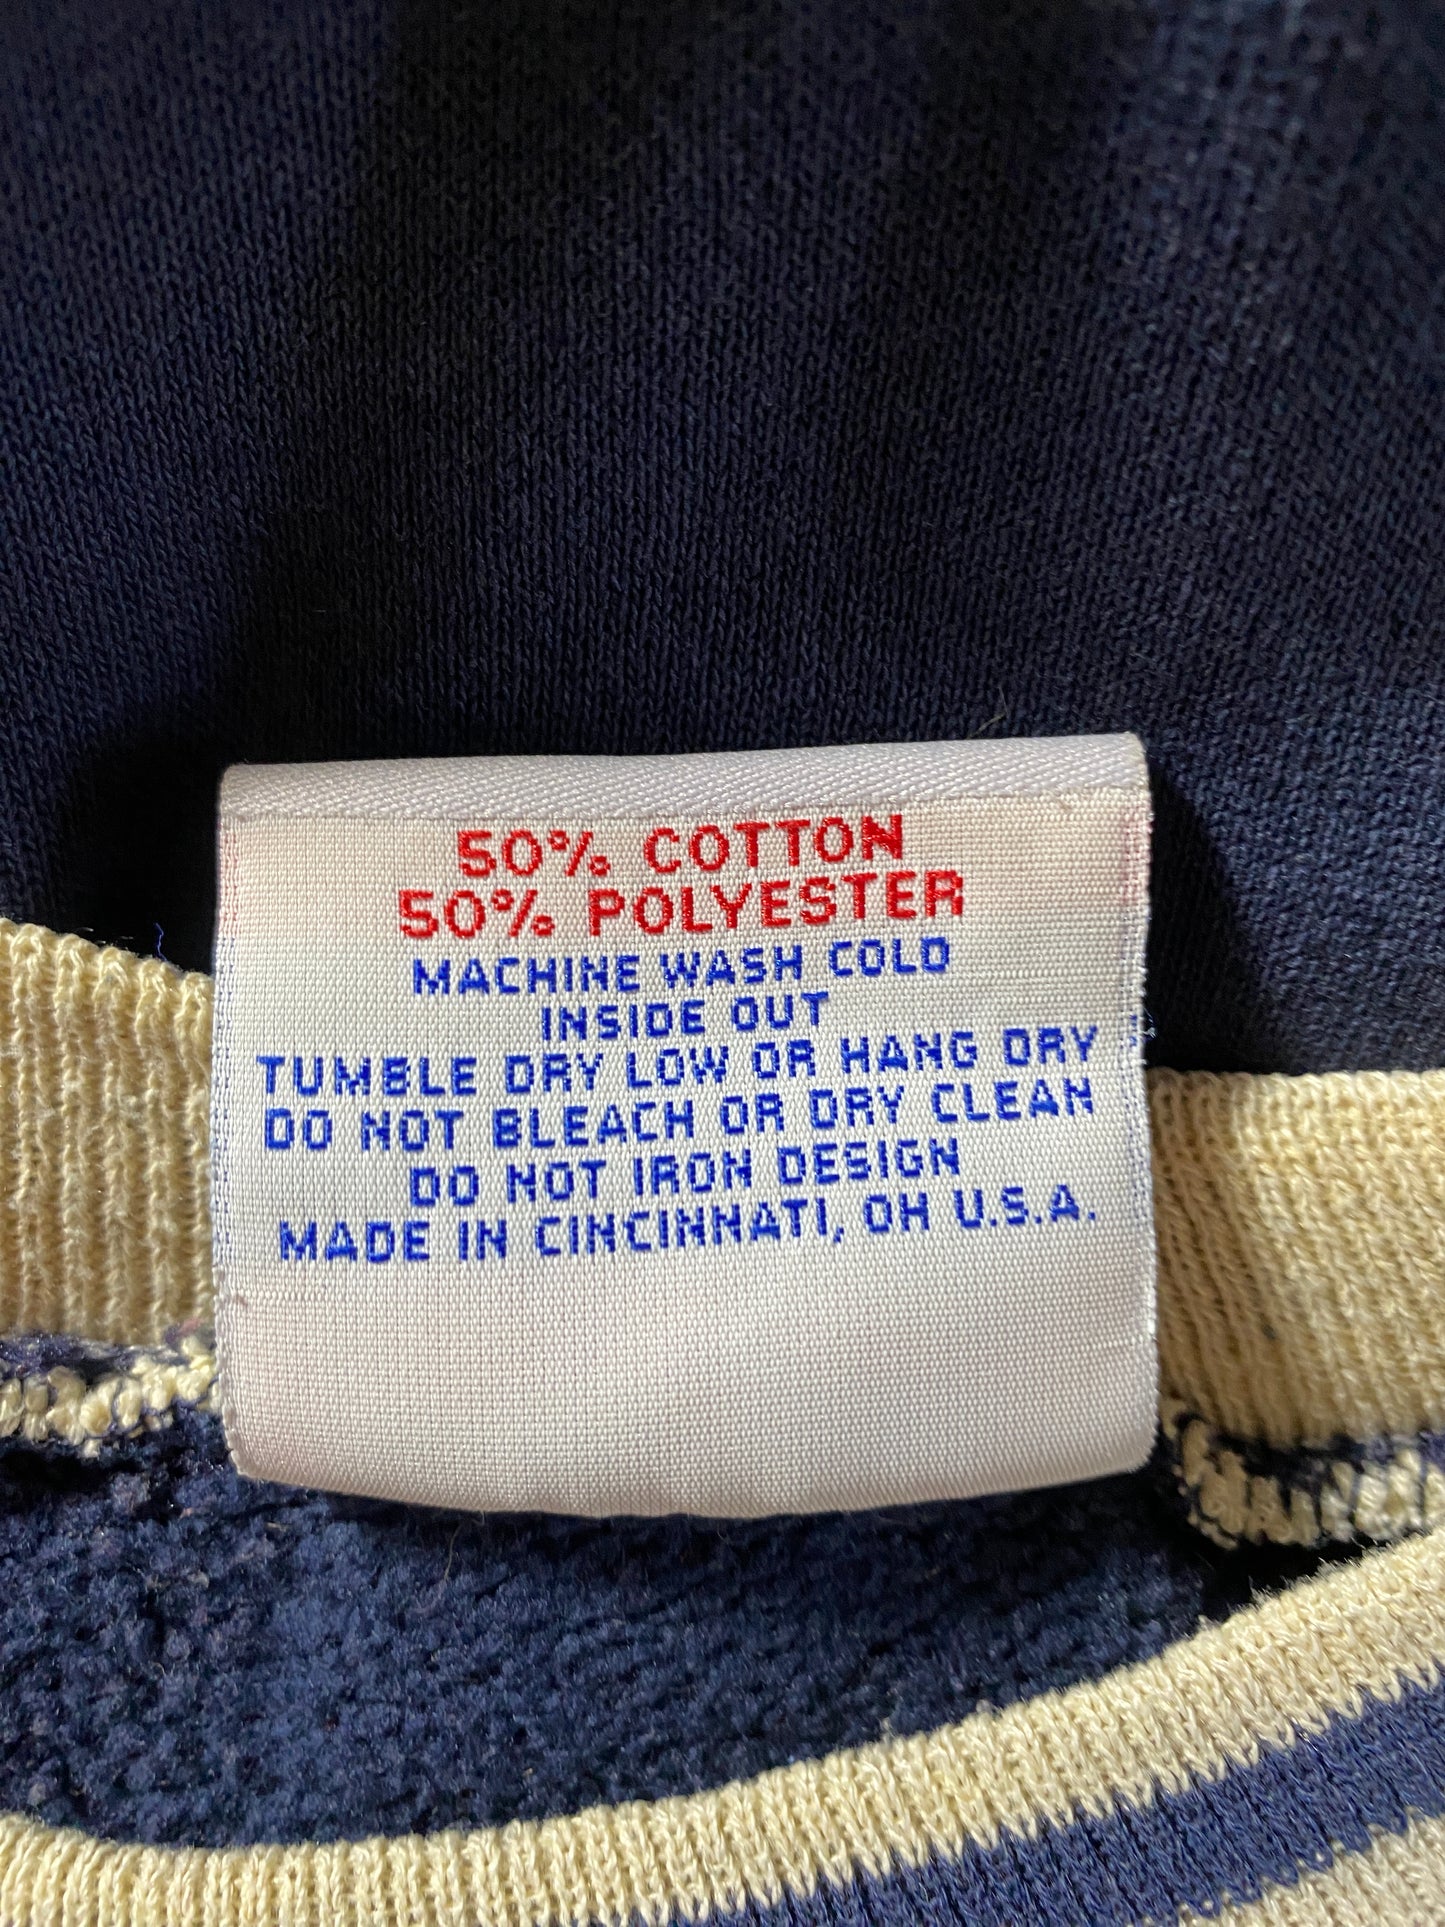 50% COTTON
50% POLYESTER
MACHINE WASH COLD
INSIDE OUT
TUMBLE DRY LOW OR HANG DRY
DO NOT BLEACH OR DRY CLEAN
DO NOT IRON DESIGN
MADE IN CINCINNATI, OH U.S.A.